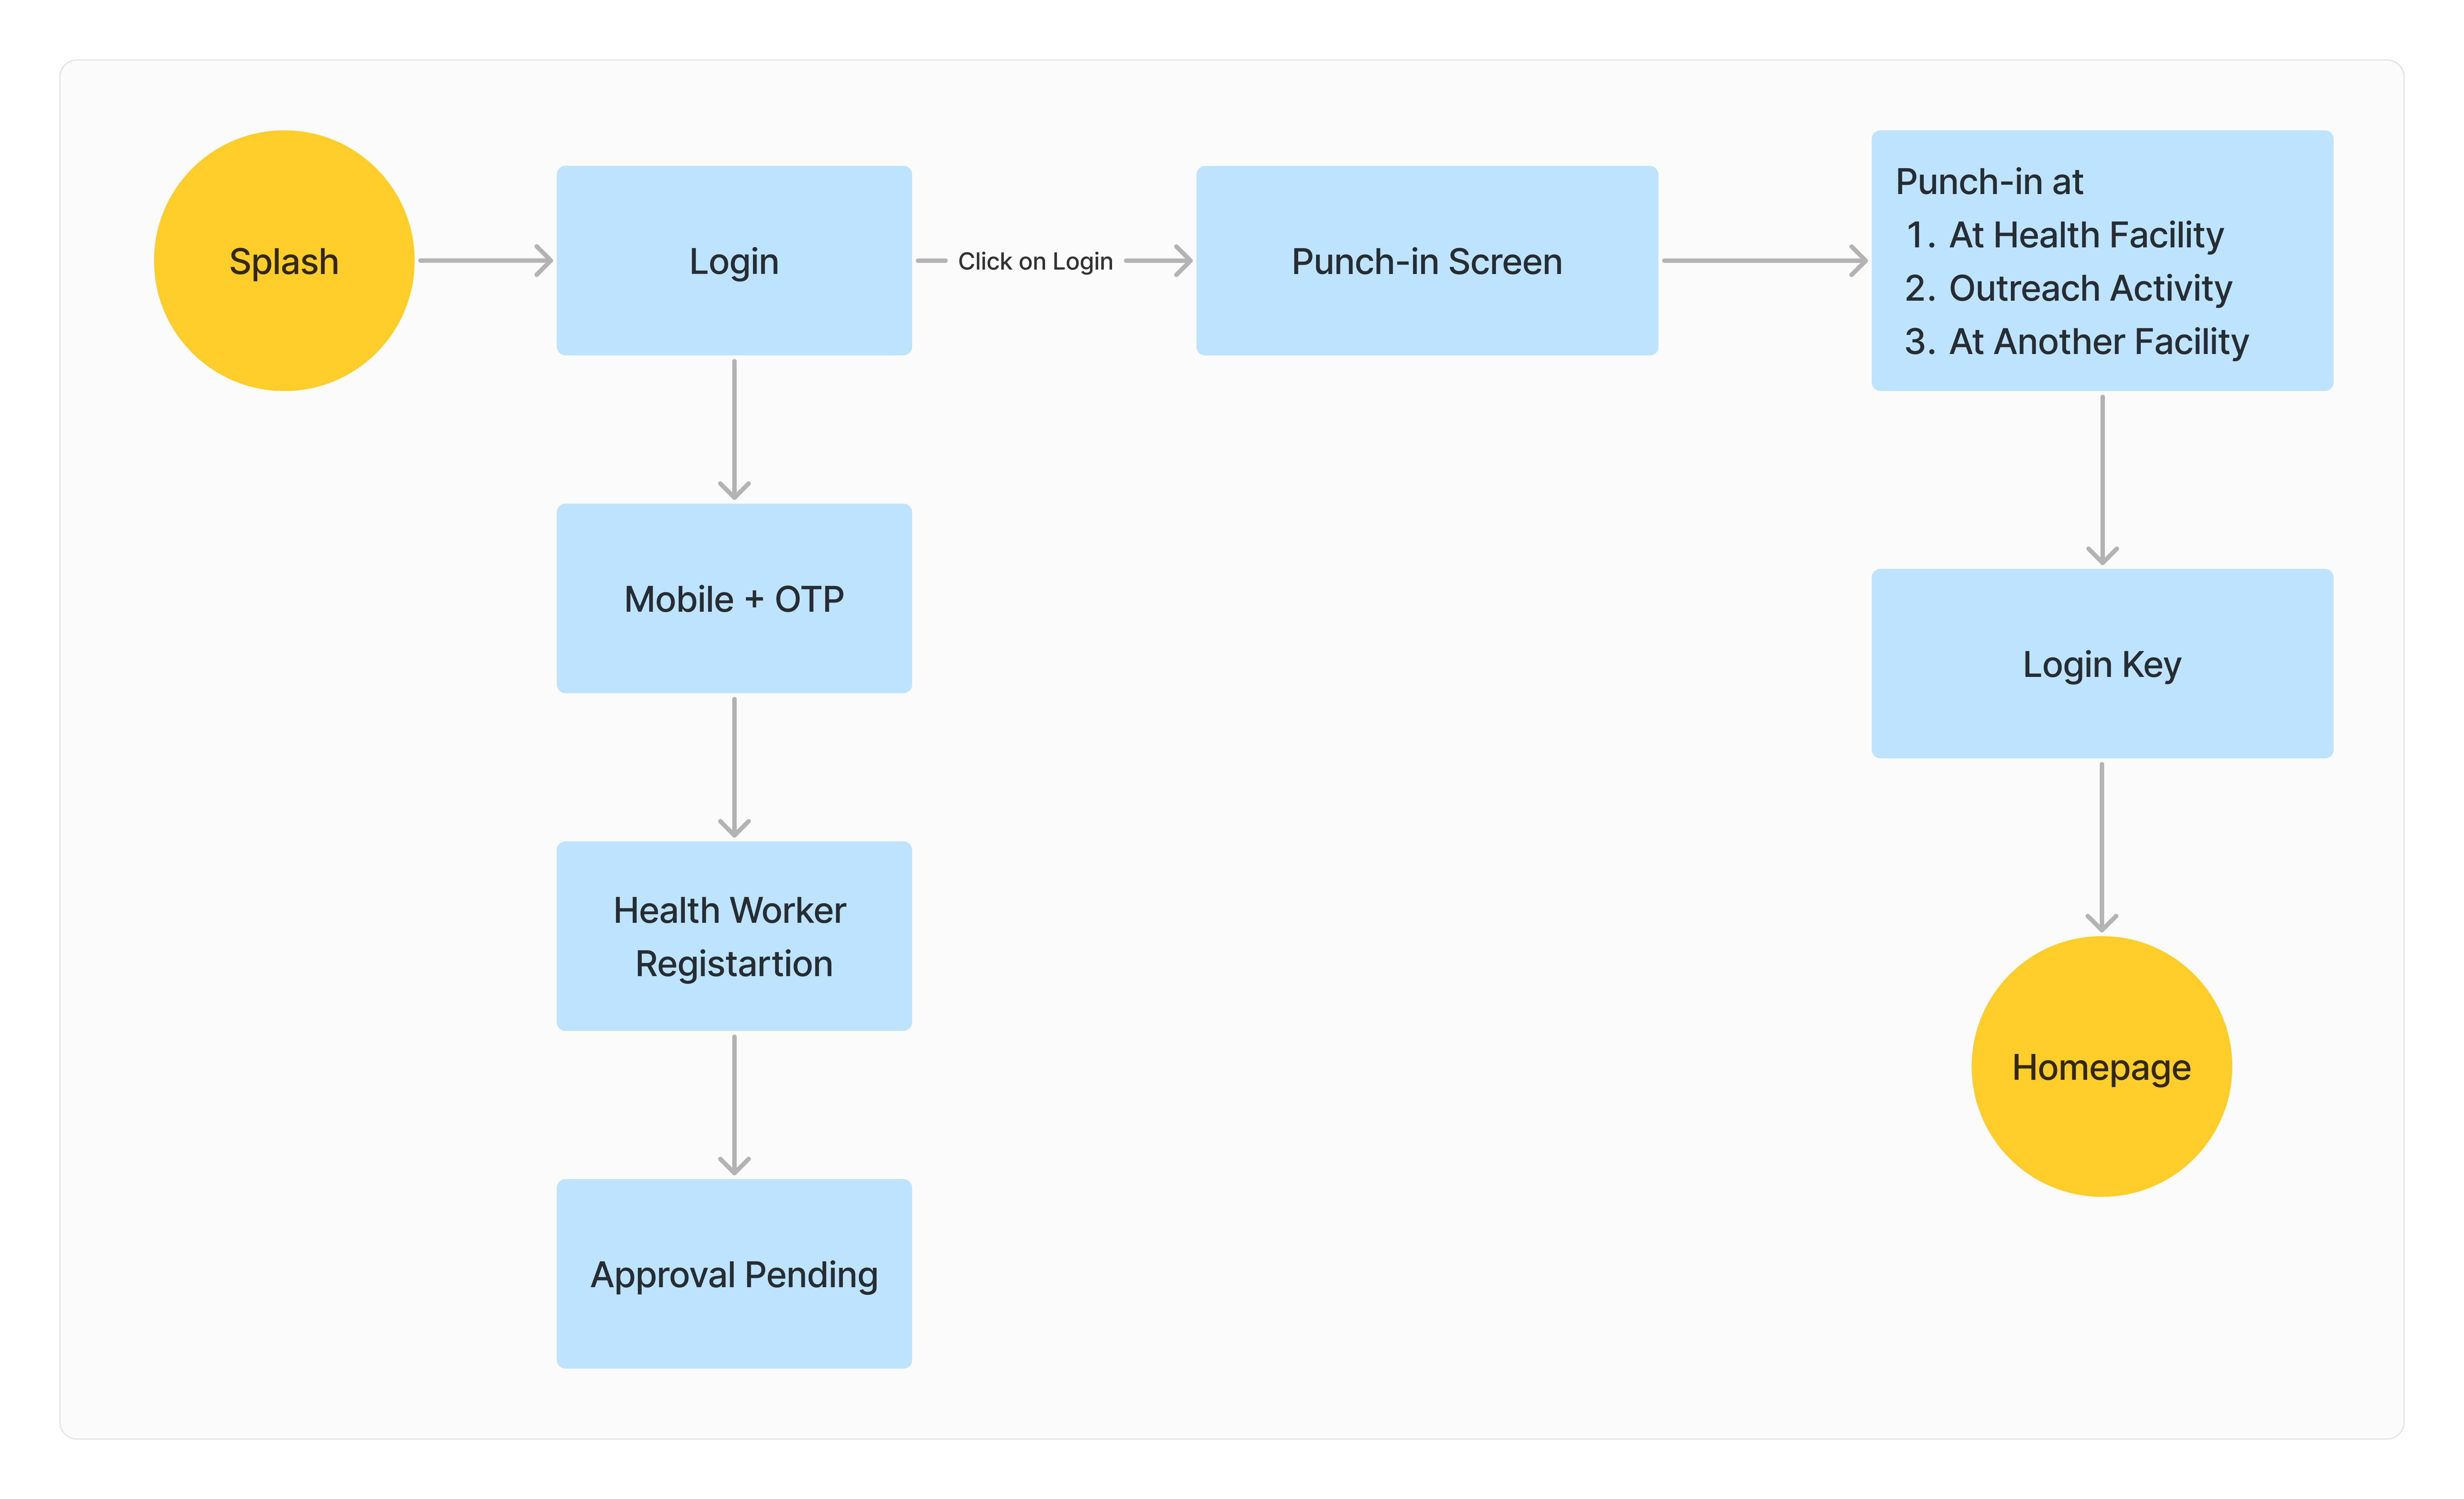 Splash
Login
Click on Login
Punch-in Screen
Punch-in at
1. At Health Facility
2. Outreach Activity
3. At Another Facility
Mobile + OTP
Login Key
Health Worker
Registartion
Homepage
Approval Pending